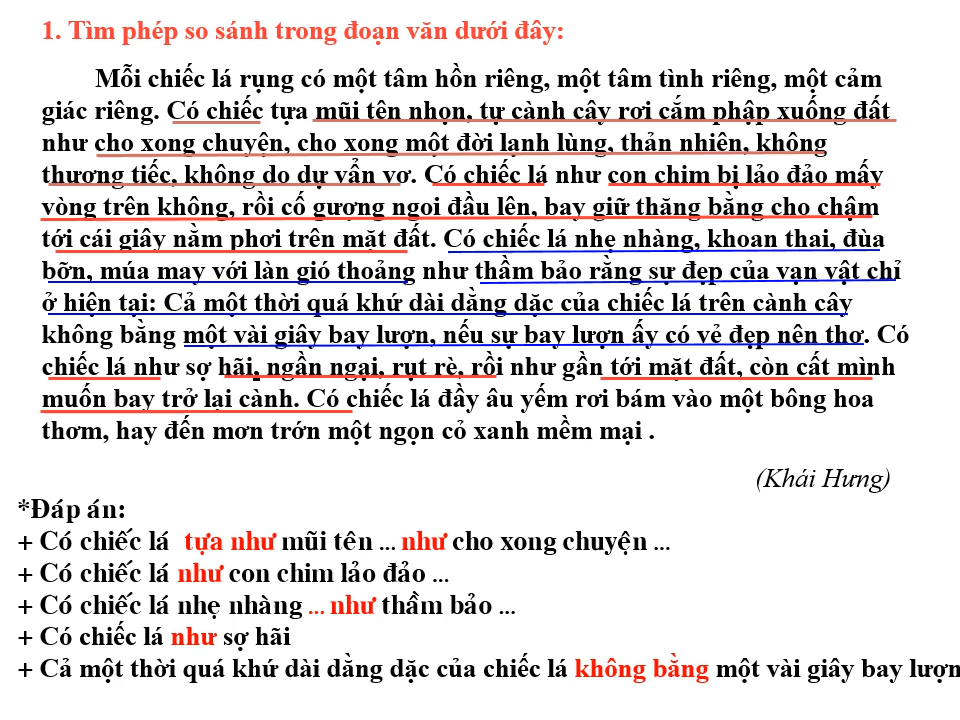 1. Tìm phép so sánh trong đoạn văn dưới đây:
Mỗi chiếc lá rụng có một tâm hồn riêng, một tâm tình riêng, một cảm
giác riêng. Có chiếc tựa mũi tên nhọn, tự cành cây rơi cắm phập xuống đất
như cho xong chuyện, cho xong một đời lạnh lùng, thản nhiên, không
thương tiếc, không do dự vẩn vơ. Có chiếc lá như con chim bị lảo đảo mấy
vòng trên không, rồi cố gượng ngoi đầu lên, bay giữ thăng bằng cho chậm
tới cái giây nằm phơi trên mặt đất. Có chiếc lá nhẹ nhàng, khoan thai, đùa
bỡn, múa may với làn gió thoảng như thầm bảo rằng sự đẹp của vạn vật chỉ
ở hiện tại: Cả một thời quá khứ dài dằng dặc của chiếc lá trên cành cây
không bằng một vài giây bay lượn, nếu sự bay lượn ấy có vẻ đẹp nên thơ. Có
chiếc lá như sợ hãi, ngần ngại, rụt rè, rồi như gần tới mặt đất, còn cất mình
muốn bay trở lại cành. Có chiếc lá đầy âu yếm rơi bám vào một bông hoa
thơm, hay đến mơn trớn một ngọn cỏ xanh mềm mại .
(Khái Hưng)
*Đáp án:
+ Có chiếc lá tựa như mũi tên ... như cho xong chuyện ...
+ Có chiếc lá như con chim lảo đảo ...
+ Có chiếc lá nhẹ nhàng ... như thầm bảo ...
+ Có chiếc lá như sợ hãi
+ Cả một thời quá khứ dài dằng dặc của chiếc lá không bằng một vài giây bay lượn